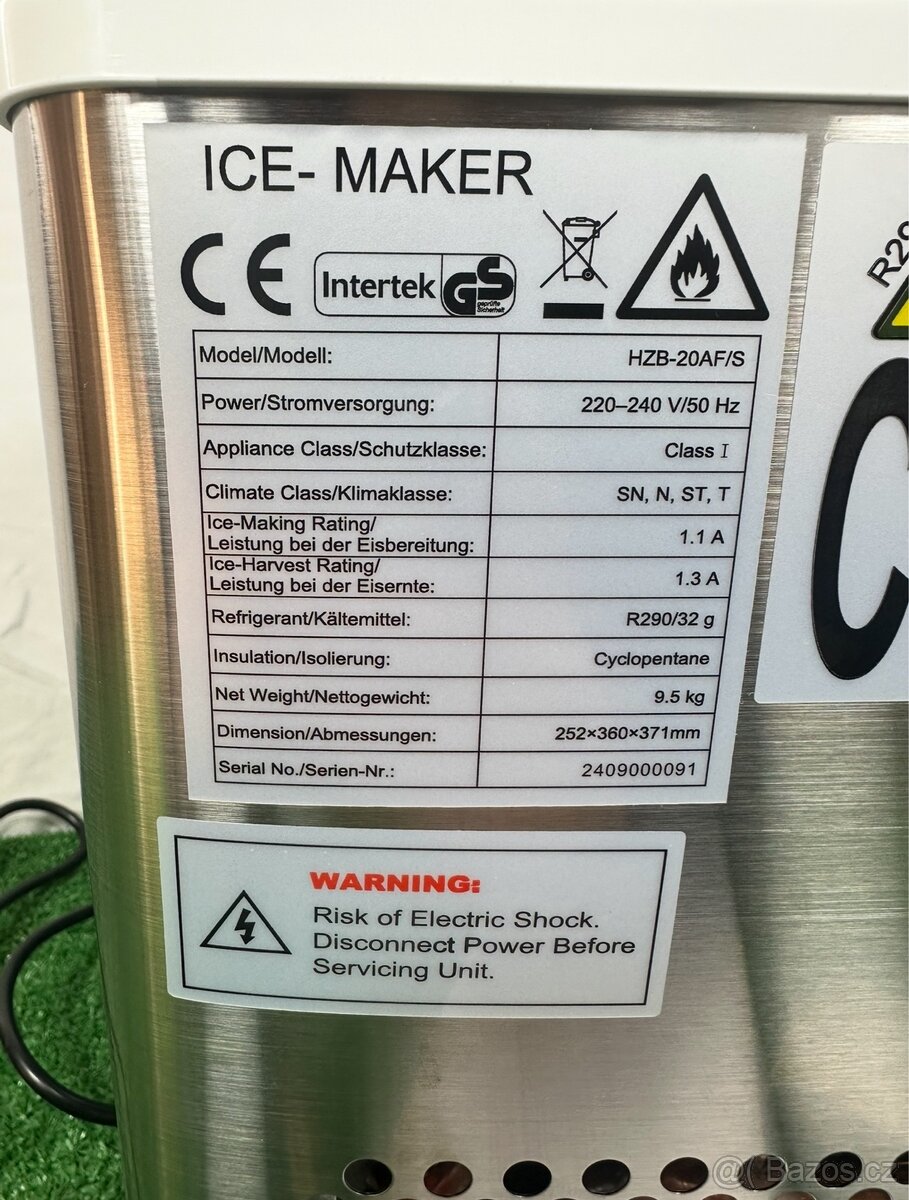 ICE- MAKER
CE
Intertek GS
geprüfte
Sicherheit
Model/Modell: HZB-20AF/S
Power/Stromversorgung: 220–240 V/50 Hz
Appliance Class/Schutzklasse: Class I
Climate Class/Klimaklasse: SN, N, ST, T
Ice-Making Rating/
Leistung bei der Eisbereitung: 1.1 A
Ice-Harvest Rating/
Leistung bei der Eisernte: 1.3 A
Refrigerant/Kältemittel: R290/32 g
Insulation/Isolierung: Cyclopentane
Net Weight/Nettogewicht: 9.5 kg
Dimension/Abmessungen: 252×360×371mm
Serial No./Serien-Nr.: 2409000091
R29
C
WARNING:
Risk of Electric Shock.
Disconnect Power Before
Servicing Unit.
@ Bazos.cz